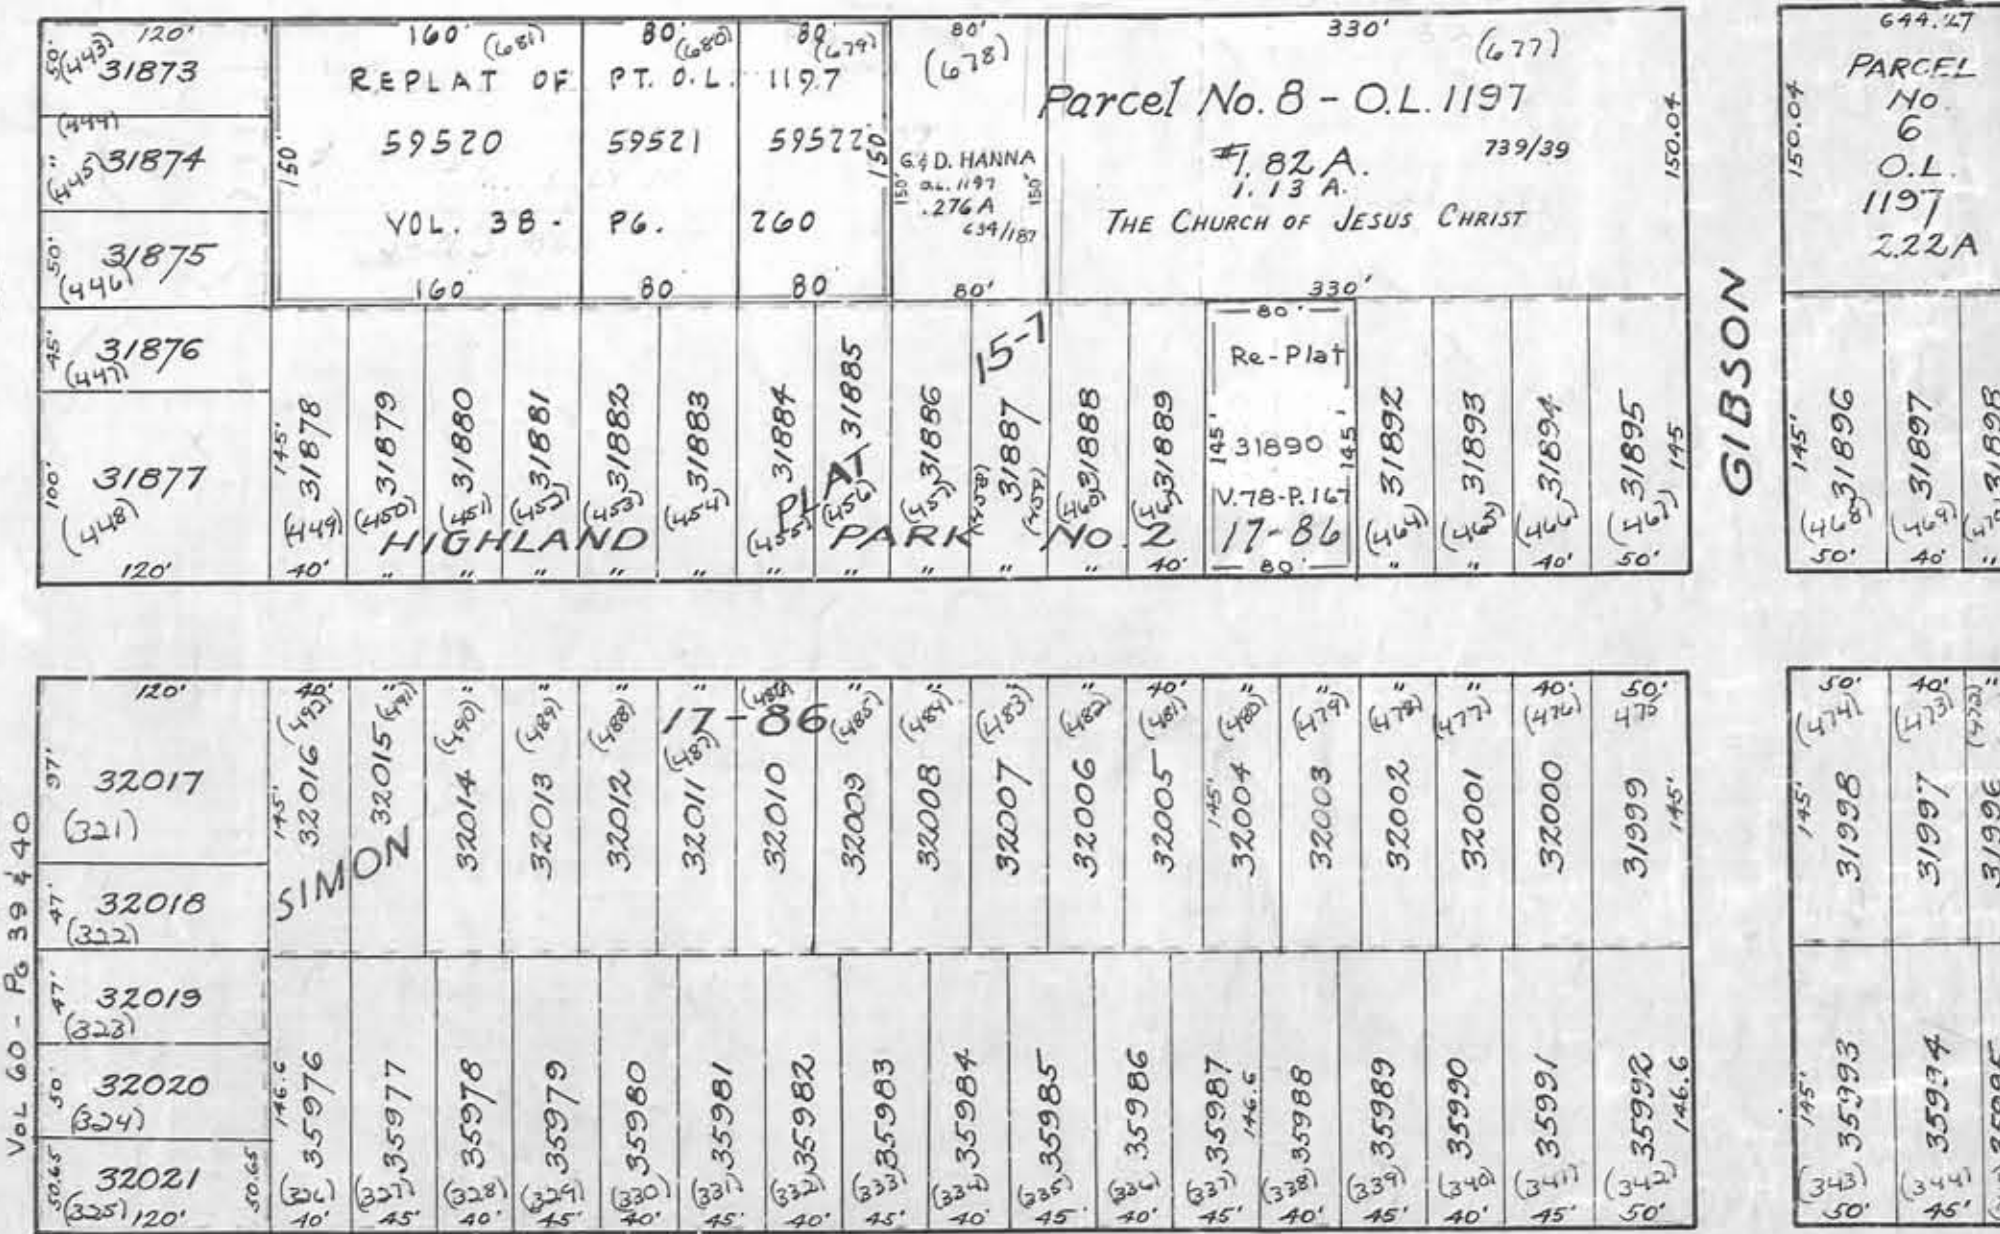 120'
50'
(443)
31873
(444)
(445)
"
31874
50'
31875
(446)
45'
31876
(447)
100'
31877
(448)
120'
160' (681) 80' (680) 80' (679)
REPLAT OF PT. O.L. 1197
59520 59521 59522
150' 150'
VOL. 38 - PG. 260
160 80 80
80'
(678)
G. & D. HANNA
O.L. 1197
150' .276 A 150'
634/187
80'
330'
(677)
Parcel No. 8 - O.L. 1197
1.82 A. 739/39
1.13 A.
THE CHURCH OF JESUS CHRIST
150.04
330'
145' 31878 (449) 40'
31879 (450) "
31880 (451) "
31881 (452) "
31882 (453) "
31883 (454) "
31884 (455) "
31885 (456) "
31886 (457) "
15-7
31887 (458) (459) "
31888 (460) "
31889 (461) 40'
HIGHLAND PARK NO. 2
PLAT
80'
Re-Plat
145' 31890 145'
V.78-P.167
17-86
80'
31892 (464) "
31893 (465) "
31894 (466) 40'
31895 (467) 145 50'
GIBSON
644.27
150.04
PARCEL
NO.
6
O.L.
1197
2.22 A
145' 31896 (468) 50'
31897 (469) 40'
31898 "
120'
97'
32017
(321)
47'
32018
(322)
47'
32019
(323)
50'
32020
(324)
50.65
32021
50.65
(325) 120'
VOL 60 - PG 39 & 40
40' (492) 32016 145'
" (491) 32015
SIMON
" (490) 32014
" (489) 32013
" (488) 32012
17-86
" (487) 32011
(486) 32010
" (485) 32009
" (484) 32008
" (483) 32007
" (482) 32006
40' (481) 32005
" (480) 145' 32004
" (479) 32003
" (478) 32002
" (477) 32001
40' (476) 32000
50' 475 31999 145'
50' (474) 145' 31998
40' (473) 31997
" (472) 31996
146.6 35976 (326) 40'
35977 (327) 45'
35978 (328) 40'
35979 (329) 45'
35980 (330) 40'
35981 (331) 45'
35982 (332) 40'
35983 (333) 45'
35984 (334) 40'
35985 (335) 45'
35986 (336) 40'
35987 146.6 (337) 45'
35988 (338) 40'
35989 (339) 45'
35990 (340) 40'
35991 (341) 45'
35992 146.6 (342) 50'
145' 35993 (343) 50'
35994 (344) 45'
35995